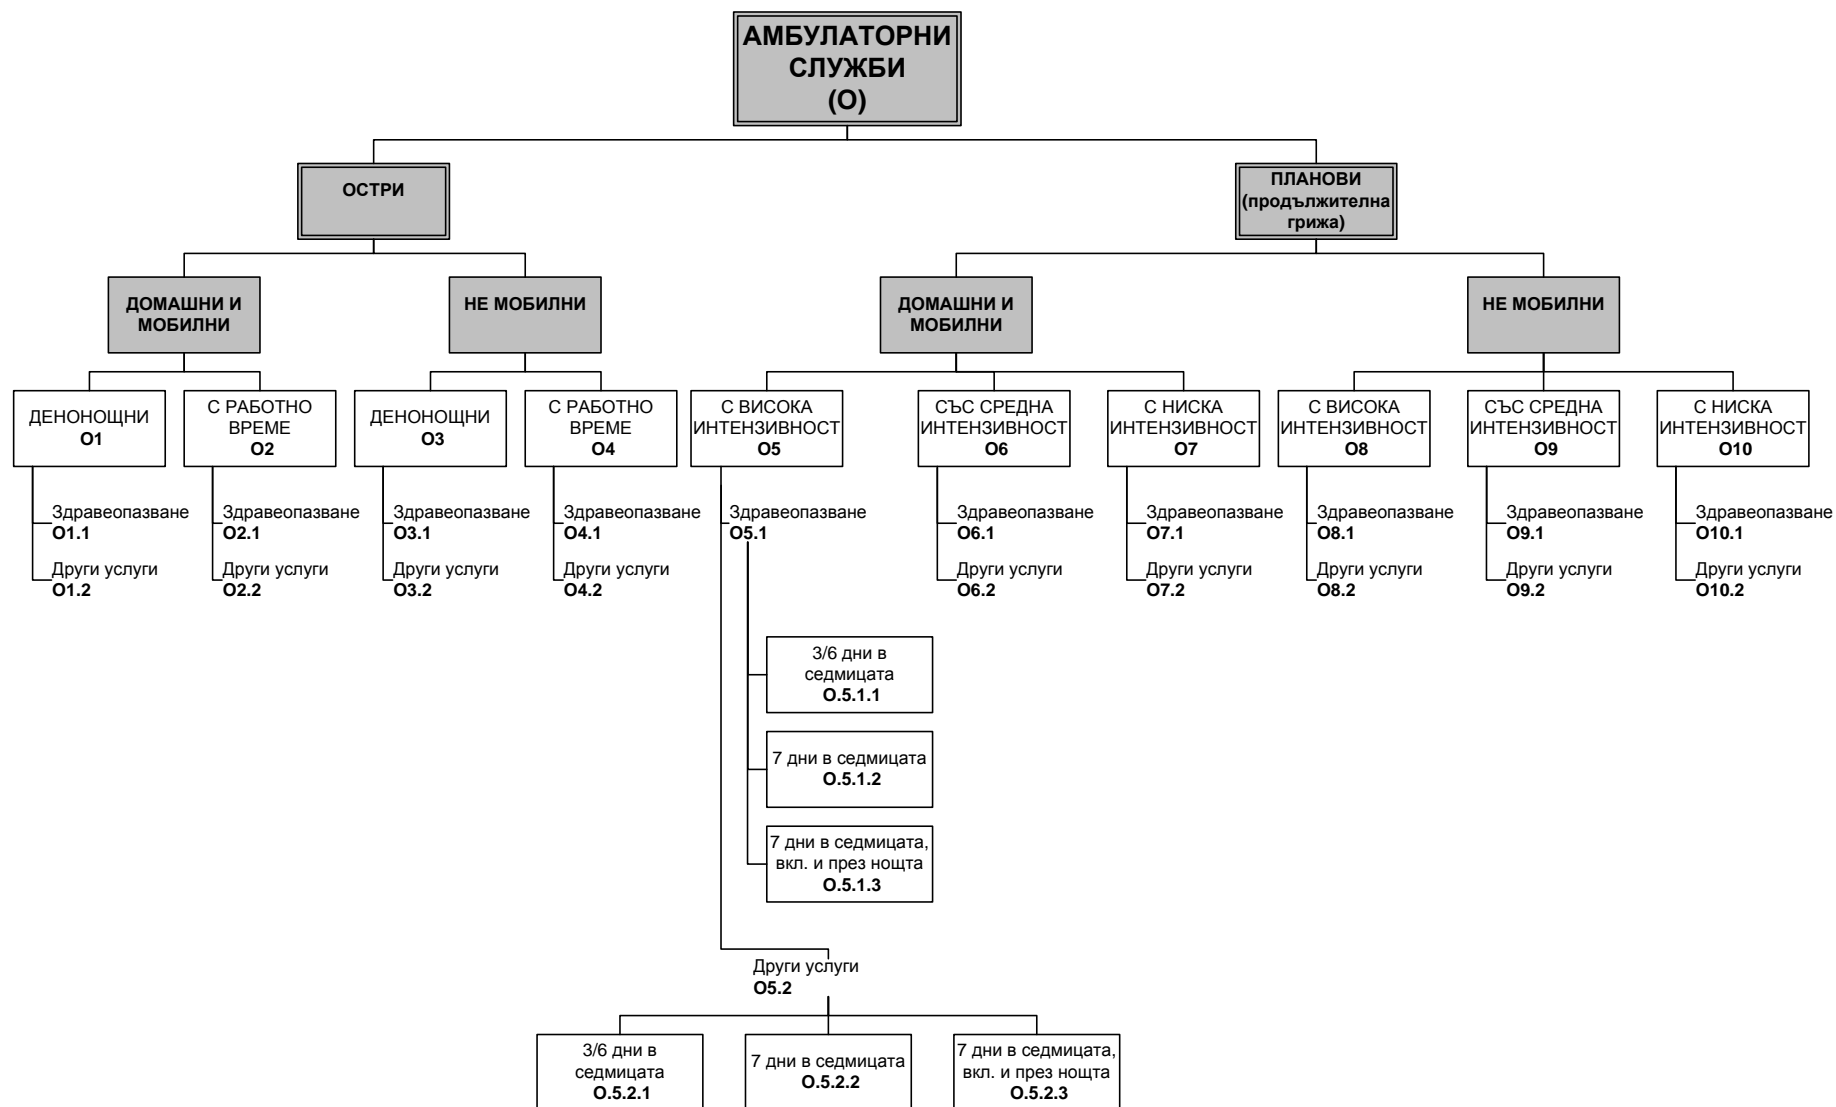 АМБУЛАТОРНИ
СЛУЖБИ
(О)
ОСТРИ
ПЛАНОВИ
(продължителна
грижа)
ДОМАШНИ И
МОБИЛНИ
НЕ МОБИЛНИ
ДОМАШНИ И
МОБИЛНИ
НЕ МОБИЛНИ
ДЕНОНОЩНИ
О1
С РАБОТНО
ВРЕМЕ
О2
ДЕНОНОЩНИ
О3
С РАБОТНО
ВРЕМЕ
О4
С ВИСОКА
ИНТЕНЗИВНОСТ
О5
СЪС СРЕДНА
ИНТЕНЗИВНОСТ
О6
С НИСКА
ИНТЕНЗИВНОСТ
О7
С ВИСОКА
ИНТЕНЗИВНОСТ
О8
СЪС СРЕДНА
ИНТЕНЗИВНОСТ
О9
С НИСКА
ИНТЕНЗИВНОСТ
О10
Здравеопазване
О1.1
Здравеопазване
О2.1
Здравеопазване
О3.1
Здравеопазване
О4.1
Здравеопазване
О5.1
Здравеопазване
О6.1
Здравеопазване
О7.1
Здравеопазване
О8.1
Здравеопазване
О9.1
Здравеопазване
О10.1
Други услуги
О1.2
Други услуги
О2.2
Други услуги
О3.2
Други услуги
О4.2
Други услуги
О6.2
Други услуги
О7.2
Други услуги
О8.2
Други услуги
О9.2
Други услуги
О10.2
3/6 дни в
седмицата
О.5.1.1
7 дни в седмицата
О.5.1.2
7 дни в седмицата,
вкл. и през нощта
О.5.1.3
Други услуги
О5.2
3/6 дни в
седмицата
О.5.2.1
7 дни в седмицата
О.5.2.2
7 дни в седмицата,
вкл. и през нощта
О.5.2.3